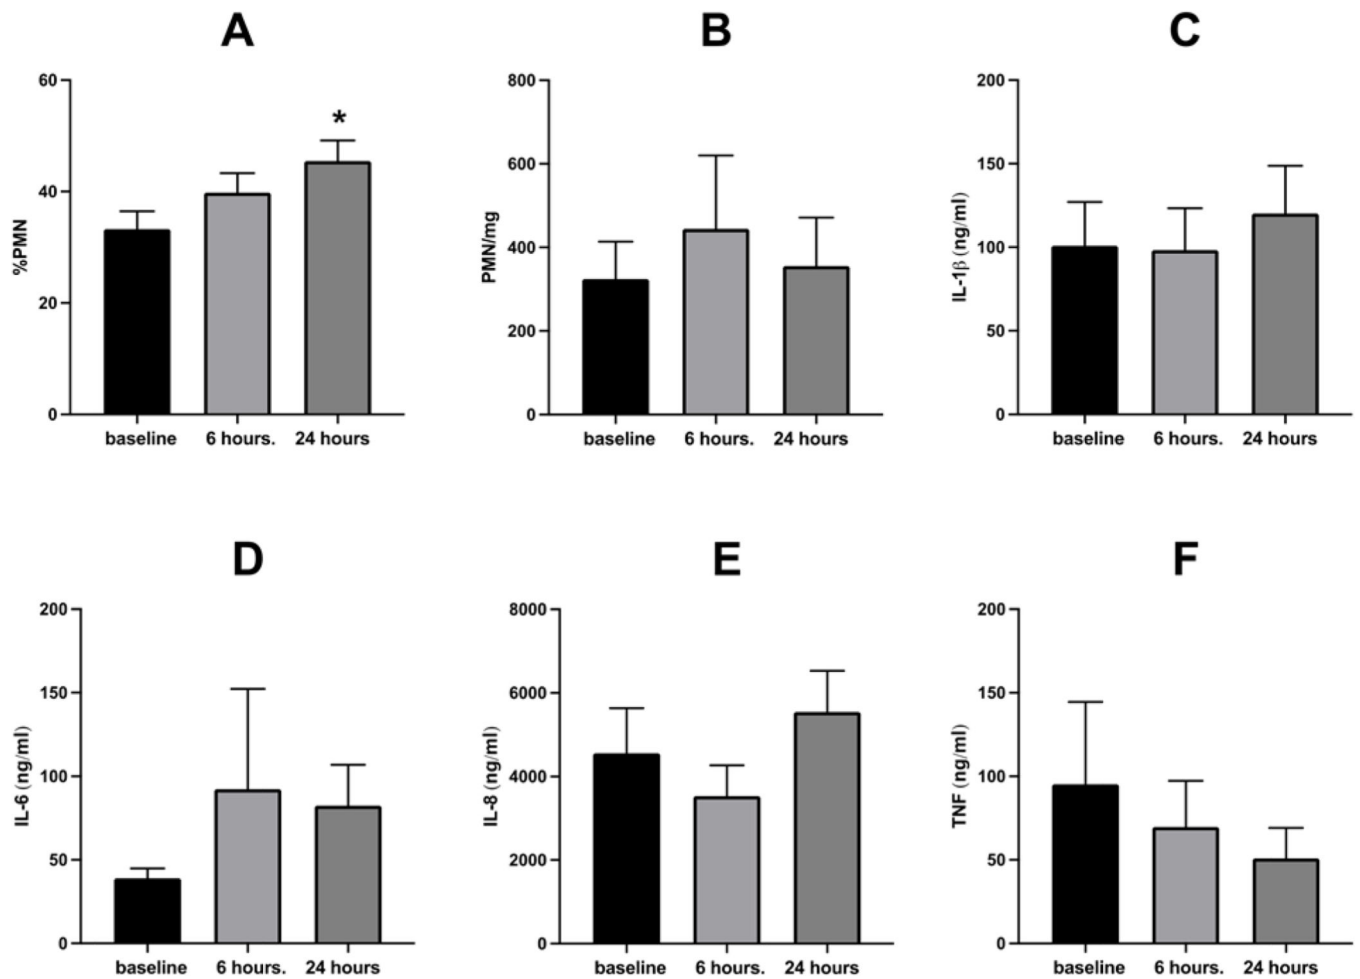 A
%PMN
60
40
20
0
*
baseline 6 hours. 24 hours
B
PMN/mg
800
600
400
200
0
baseline 6 hours. 24 hours
C
IL-1β (ng/ml)
200
150
100
50
0
baseline 6 hours. 24 hours
D
IL-6 (ng/ml)
200
150
100
50
0
baseline 6 hours. 24 hours
E
IL-8 (ng/ml)
8000
6000
4000
2000
0
baseline 6 hours. 24 hours
F
TNF (ng/ml)
200
150
100
50
0
baseline 6 hours. 24 hours